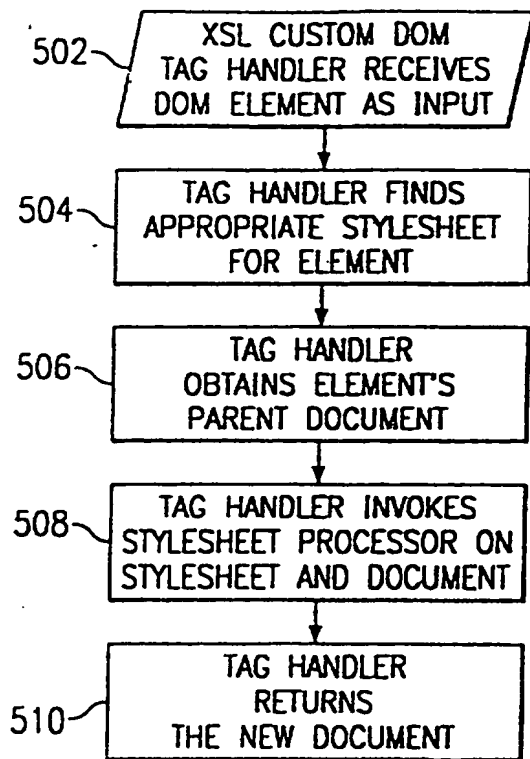 502
XSL CUSTOM DOM
TAG HANDLER RECEIVES
DOM ELEMENT AS INPUT
504
TAG HANDLER FINDS
APPROPRIATE STYLESHEET
FOR ELEMENT
506
TAG HANDLER
OBTAINS ELEMENT'S
PARENT DOCUMENT
508
TAG HANDLER INVOKES
STYLESHEET PROCESSOR ON
STYLESHEET AND DOCUMENT
510
TAG HANDLER
RETURNS
THE NEW DOCUMENT